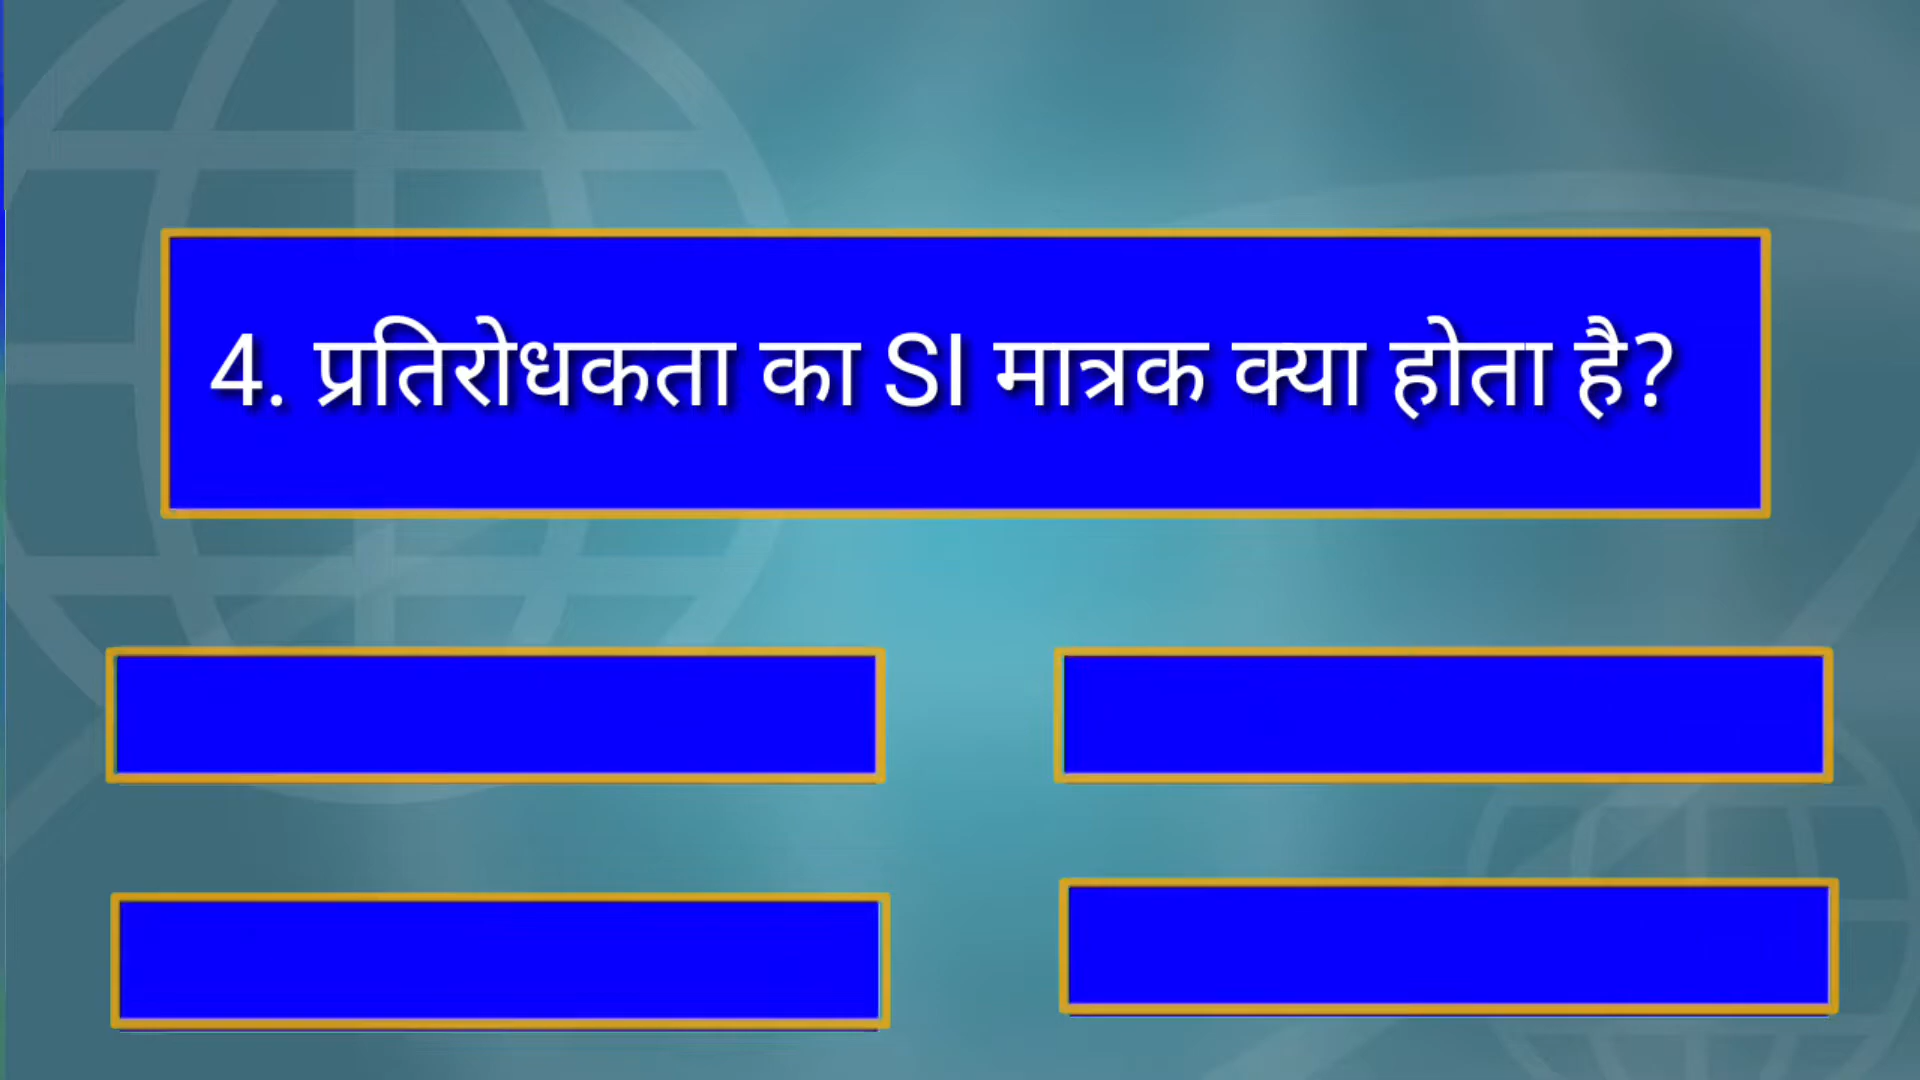 4. प्रतिरोधकता का SI मात्रक क्या होता है?